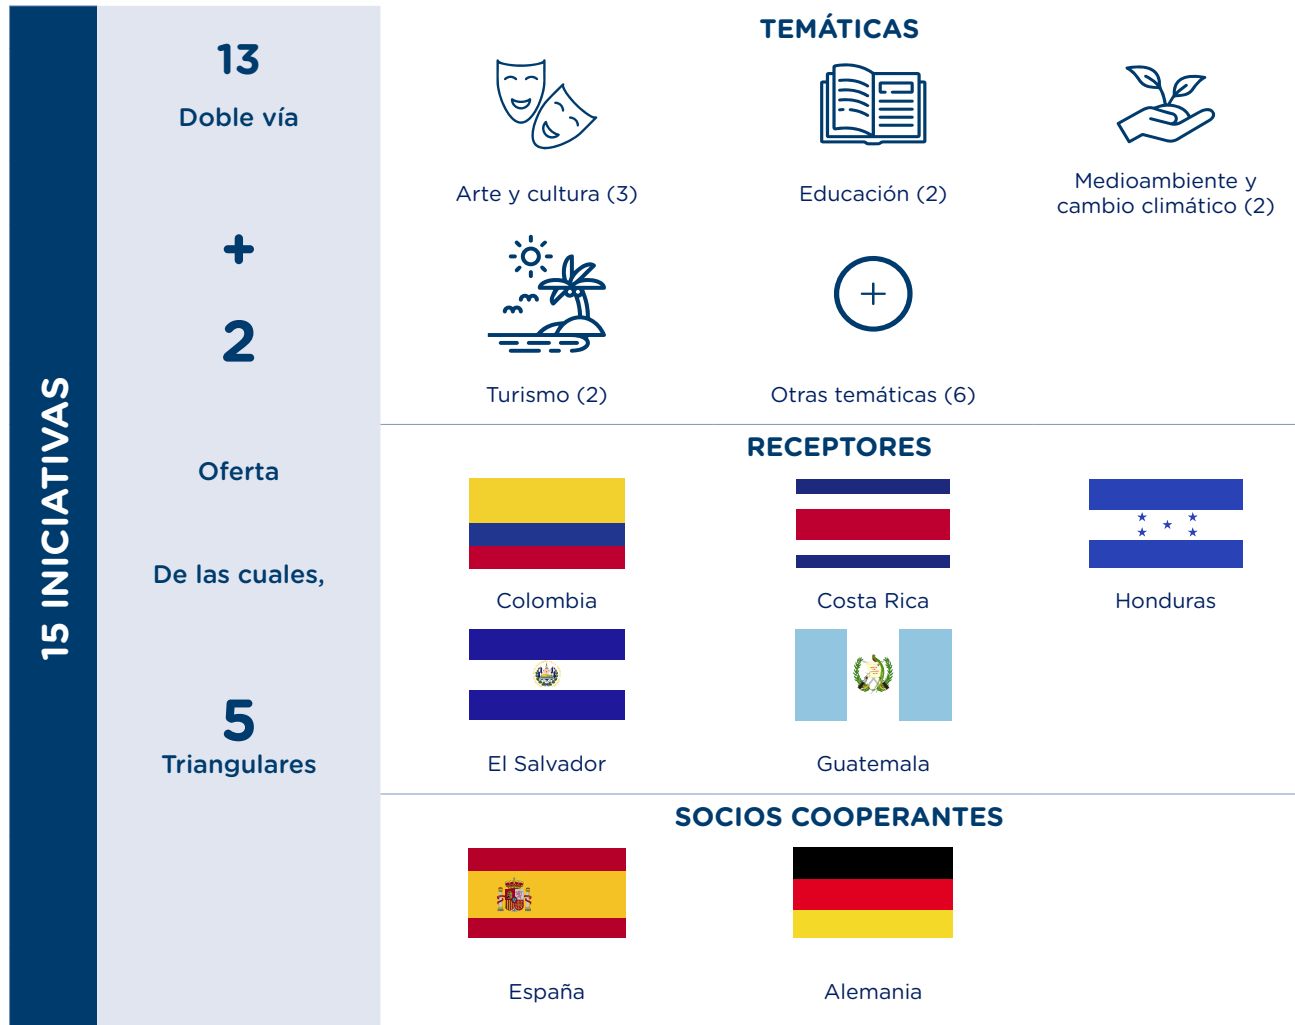 15 INICIATIVAS
13
Doble vía
+
2
Oferta
De las cuales,
5
Triangulares
TEMÁTICAS
Arte y cultura (3)
Educación (2)
Medioambiente y
cambio climático (2)
Turismo (2)
Otras temáticas (6)
RECEPTORES
Colombia
Costa Rica
Honduras
El Salvador
Guatemala
SOCIOS COOPERANTES
España
Alemania